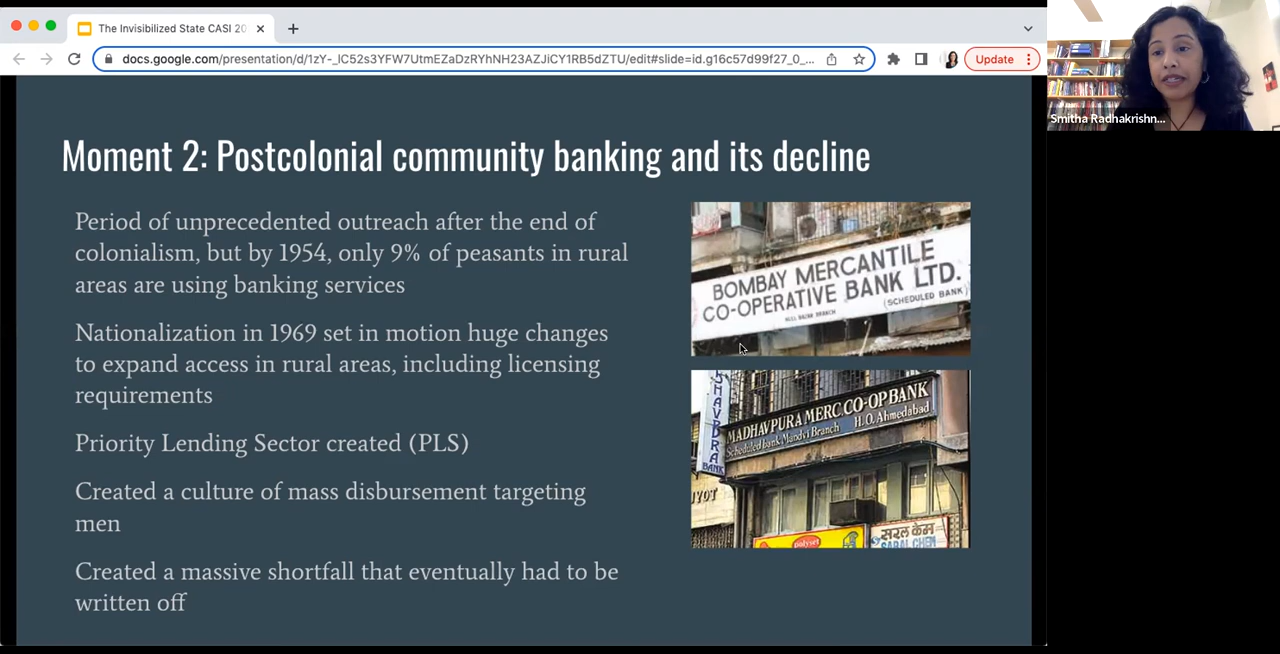 The Invisibilized State CASI 20
docs.google.com/presentation/d/1zY-_lC52s3YFW7UtmEZaDzRYhNH23AZJiCY1RB5dZTU/edit#slide=id.g16c57d99f27_0_...
Update
Smitha Radhakrishn...
Moment 2: Postcolonial community banking and its decline
Period of unprecedented outreach after the end of
colonialism, but by 1954, only 9% of peasants in rural
areas are using banking services
Nationalization in 1969 set in motion huge changes
to expand access in rural areas, including licensing
requirements
Priority Lending Sector created (PLS)
Created a culture of mass disbursement targeting
men
Created a massive shortfall that eventually had to be
written off
BOMBAY MERCANTILE
CO-OPERATIVE BANK LTD.
(SCHEDULED BANK)
BRANCH
MADHAVPURA MERC. CO-OP BANK
Scheduled bank Mandvi Branch H.O. Ahmedabad
BANK
polyset
सरल केम
SARAL CHEM